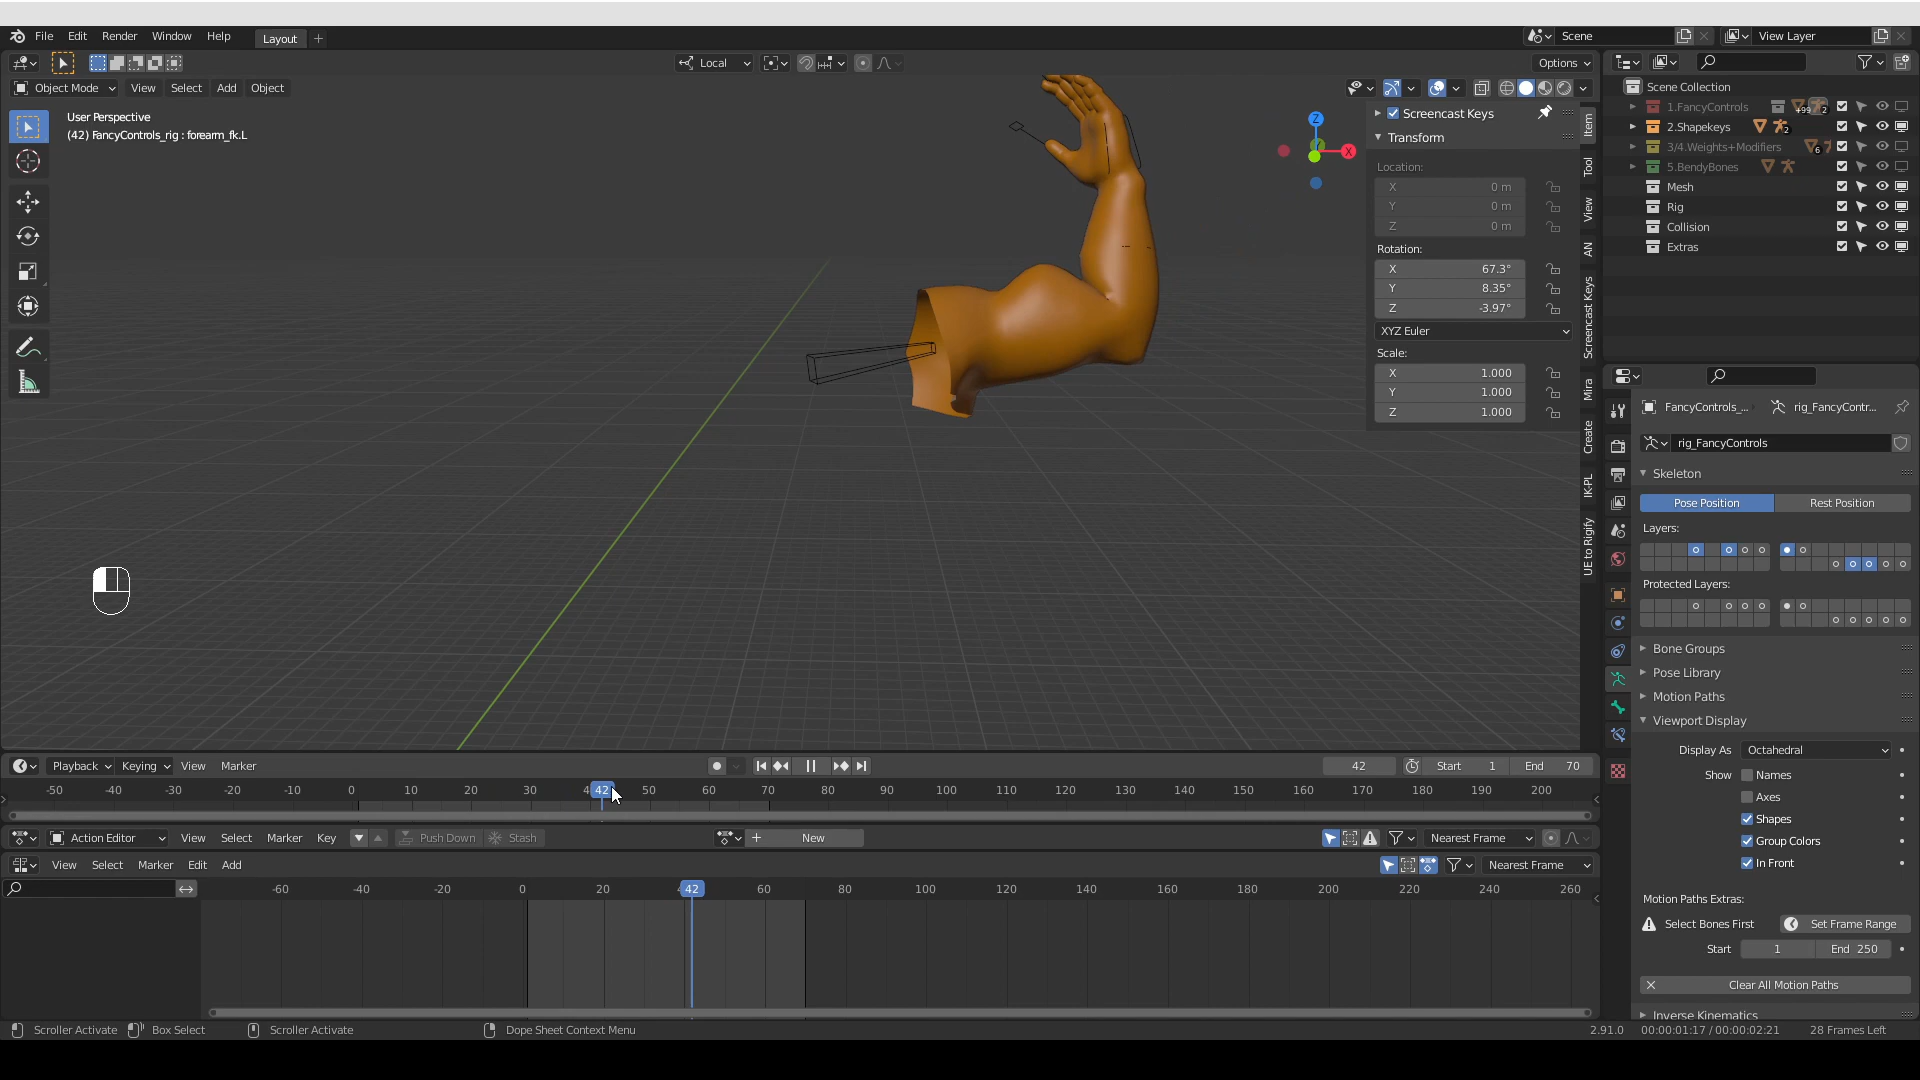 File Edit Render Window Help Layout + Scene View Layer
Local Options
Object Mode View Select Add Object
User Perspective
(42) FancyControls_rig : forearm_fk.L
Z
X
Screencast Keys
Transform
Location:
X 0 m
Y 0 m
Z 0 m
Rotation:
X 67.3°
Y 8.35°
Z -3.97°
XYZ Euler
Scale:
X 1.000
Y 1.000
Z 1.000
Item
Tool
View
AN
Screencast Keys
Mira
Create
IK-PL
UE to Rigify
Scene Collection
1.FancyControls +99 2
2.Shapekeys 2
3/4.Weights+Modifiers 6
5.BendyBones
Mesh
Rig
Collision
Extras
FancyControls_... rig_FancyContr...
rig_FancyControls
Skeleton
Pose Position Rest Position
Layers:
Protected Layers:
Bone Groups
Pose Library
Motion Paths
Viewport Display
Display As Octahedral
Show Names
Axes
Shapes
Group Colors
In Front
Motion Paths Extras:
Select Bones First Set Frame Range
Start 1 End 250
Clear All Motion Paths
Inverse Kinematics
Playback Keying View Marker 42 Start 1 End 70
-50 -40 -30 -20 -10 0 10 20 30 42 50 60 70 80 90 100 110 120 130 140 150 160 170 180 190 200
Action Editor View Select Marker Key Push Down Stash New Nearest Frame
View Select Marker Edit Add Nearest Frame
-60 -40 -20 0 20 42 60 80 100 120 140 160 180 200 220 240 260
Scroller Activate Box Select Scroller Activate Dope Sheet Context Menu 2.91.0 00:00:01:17 / 00:00:02:21 28 Frames Left